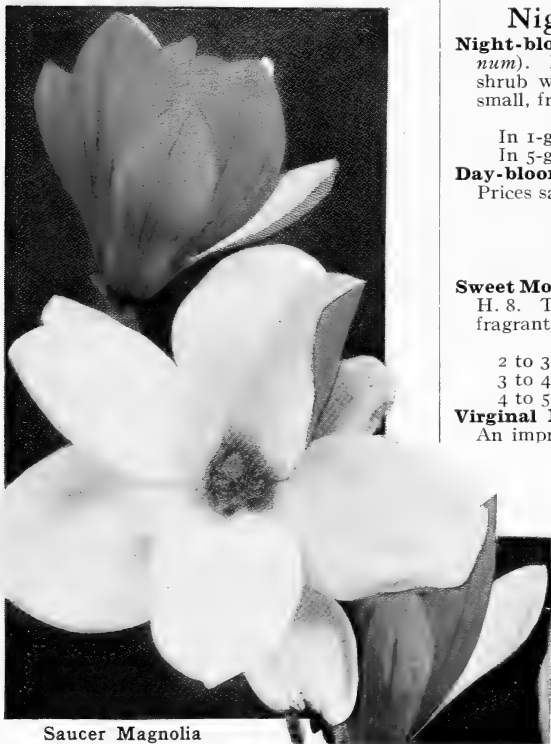 Nig
Night-bloo
num).
shrub w
small, fr
In 1-g
In 5-g
Day-bloon
Prices sa
Sweet Mo
H. 8. T
fragrant
2 to 3
3 to 4
4 to 5
Virginal
An impr
Saucer Magnolia